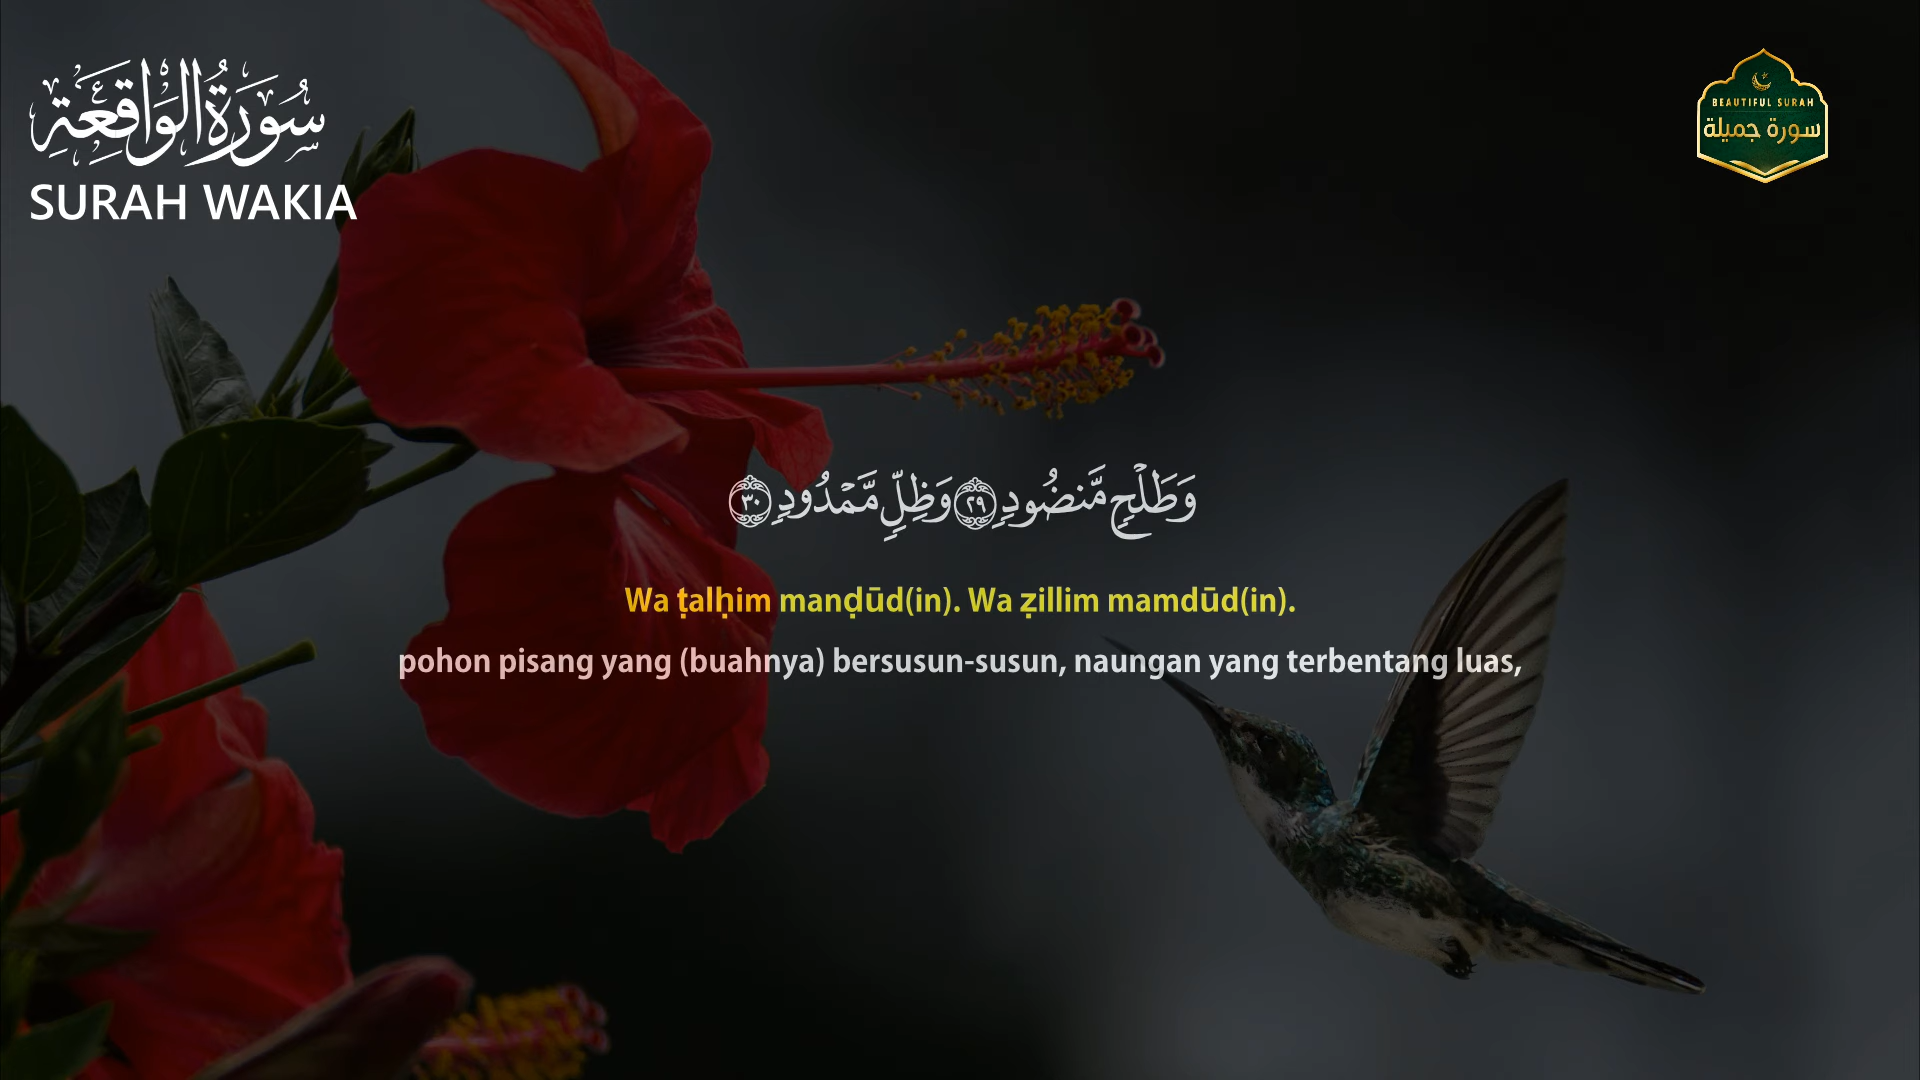 سُورَةُ الْوَاقِعَةِ
SURAH WAKIA
BEAUTIFUL SURAH
سورة جميلة
وَطَلْحٍ مَّنضُودٍ ٢٩ وَظِلٍّ مَّمْدُودٍ ٣٠
Wa ṭalḥim manḍūd(in). Wa ẓillim mamdūd(in).
pohon pisang yang (buahnya) bersusun-susun, naungan yang terbentang luas,